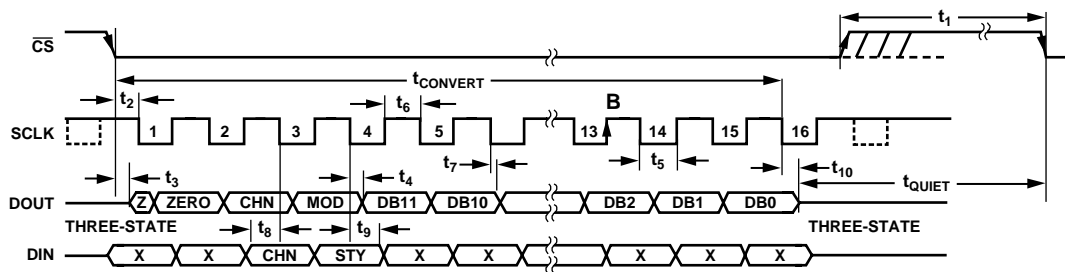 t1
CS
tCONVERT
t2 t6 B
SCLK 1 2 3 4 5 13 14 15 16
t3 t4 t7 t5 t10 tQUIET
DOUT Z ZERO CHN MOD DB11 DB10 DB2 DB1 DB0
THREE-STATE THREE-STATE
t8 t9
DIN X X CHN STY X X X X X